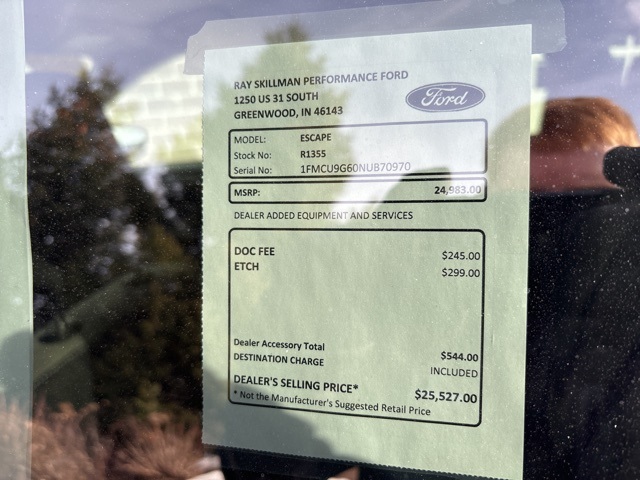 RAY SKILLMAN PERFORMANCE FORD
1250 US 31 SOUTH
GREENWOOD, IN 46143
Ford
MODEL: ESCAPE
Stock No: R1355
Serial No: 1FMCU9G60NUB70970
MSRP: 24,983.00
DEALER ADDED EQUIPMENT AND SERVICES
DOC FEE $245.00
ETCH $299.00
Dealer Accessory Total $544.00
DESTINATION CHARGE INCLUDED
DEALER'S SELLING PRICE* $25,527.00
* Not the Manufacturer's Suggested Retail Price